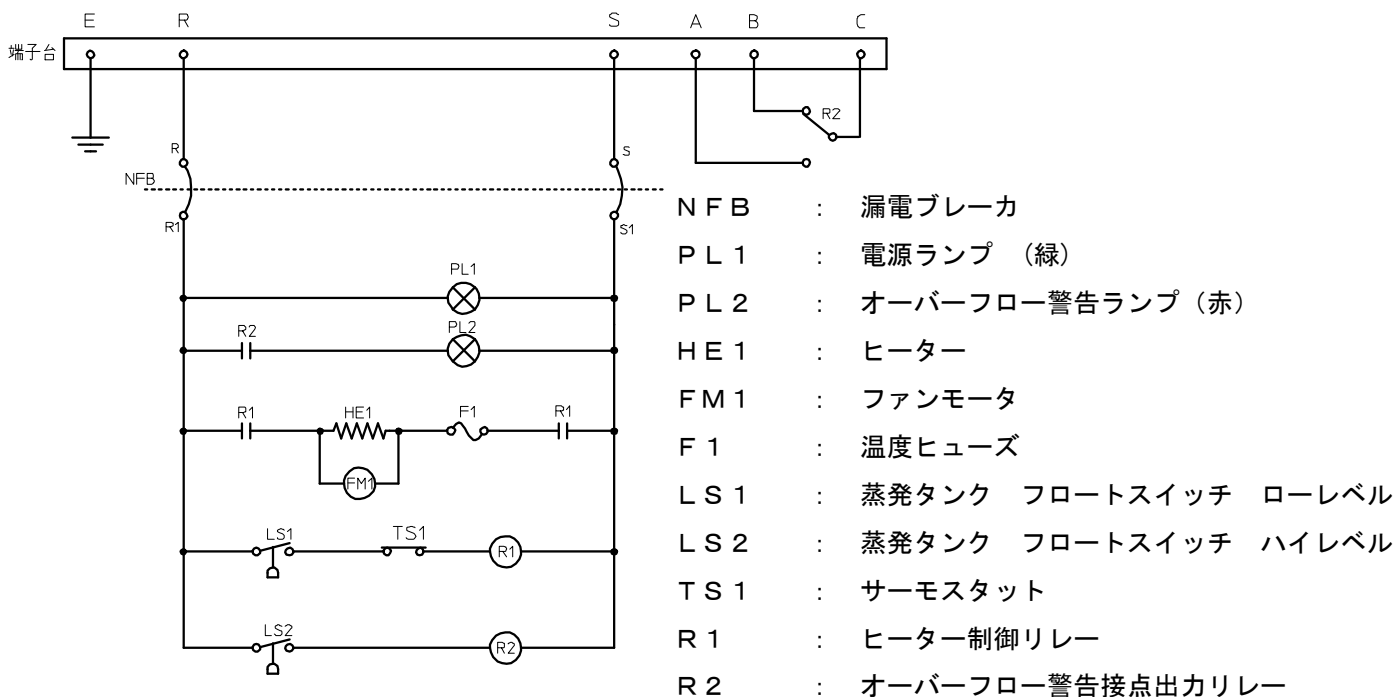 E R S A B C
端子台
R2
R S
NFB
R1 S1
PL1
R2 PL2
R1 HE1 F1 R1
FM1
LS1 TS1
R1
LS2
R2
NFB : 漏電ブレーカ
PL1 : 電源ランプ (緑)
PL2 : オーバーフロー警告ランプ(赤)
HE1 : ヒーター
FM1 : ファンモータ
F1 : 温度ヒューズ
LS1 : 蒸発タンク フロートスイッチ ローレベル
LS2 : 蒸発タンク フロートスイッチ ハイレベル
TS1 : サーモスタット
R1 : ヒーター制御リレー
R2 : オーバーフロー警告接点出力リレー